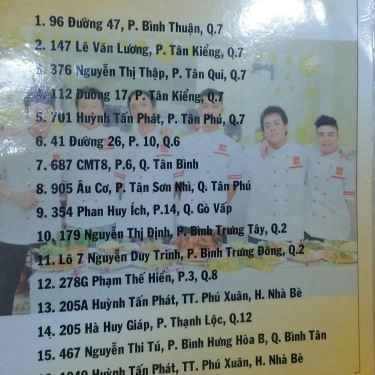 1. 96 Đường 47, P. Bình Thuận, Q.7
2. 147 Lê Văn Lương, P. Tân Kiểng, Q.7
3. 376 Nguyễn Thị Thập, P. Tân Qui, Q.7
4. 112 Đường 17, P. Tân Kiểng, Q.7
5. 701 Huỳnh Tấn Phát, P. Tân Phú, Q.7
6. 41 Đường 26, P. 10, Q.6
7. 687 CMT8, P.6, Q. Tân Bình
8. 905 Âu Cơ, P. Tân Sơn Nhì, Q. Tân Phú
9. 354 Phan Huy Ích, P.14, Q. Gò Vấp
10. 179 Nguyễn Thị Định, P. Bình Trưng Tây, Q.2
11. Lô 7 Nguyễn Duy Trinh, P. Bình Trưng Đông, Q.2
12. 278G Phạm Thế Hiển, P.3, Q.8
13. 205A Huỳnh Tấn Phát, TT. Phú Xuân, H. Nhà Bè
14. 205 Hà Huy Giáp, P. Thạnh Lộc, Q.12
15. 467 Nguyễn Thị Tú, P. Bình Hưng Hòa B, Q. Bình Tân
Huỳnh Tấn Phát, TT. Phú Xuân, H. Nhà Bè